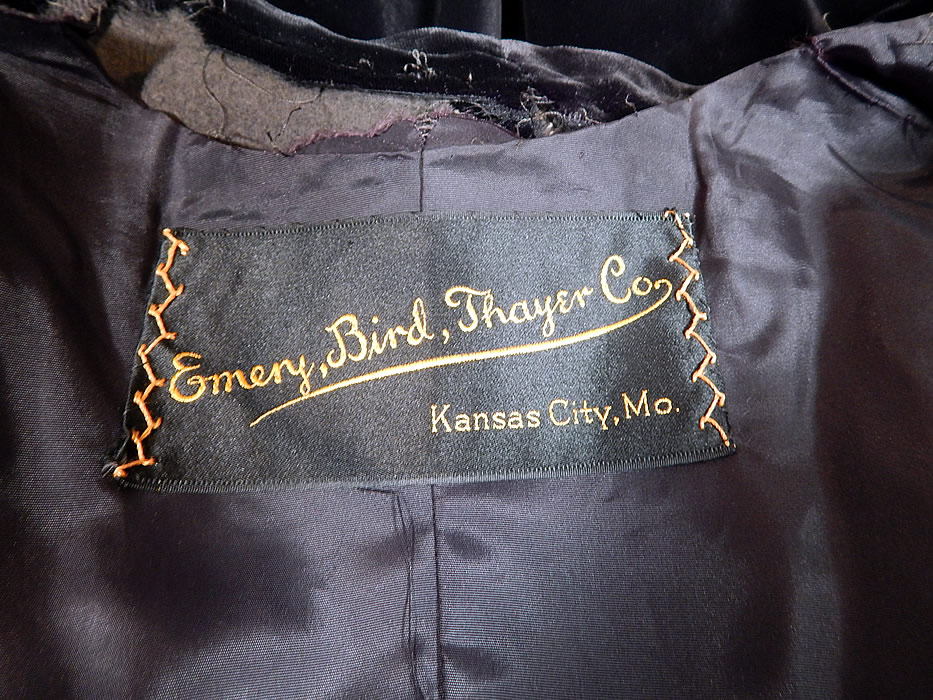 Emery, Bird, Thayer Co.
Kansas City, Mo.